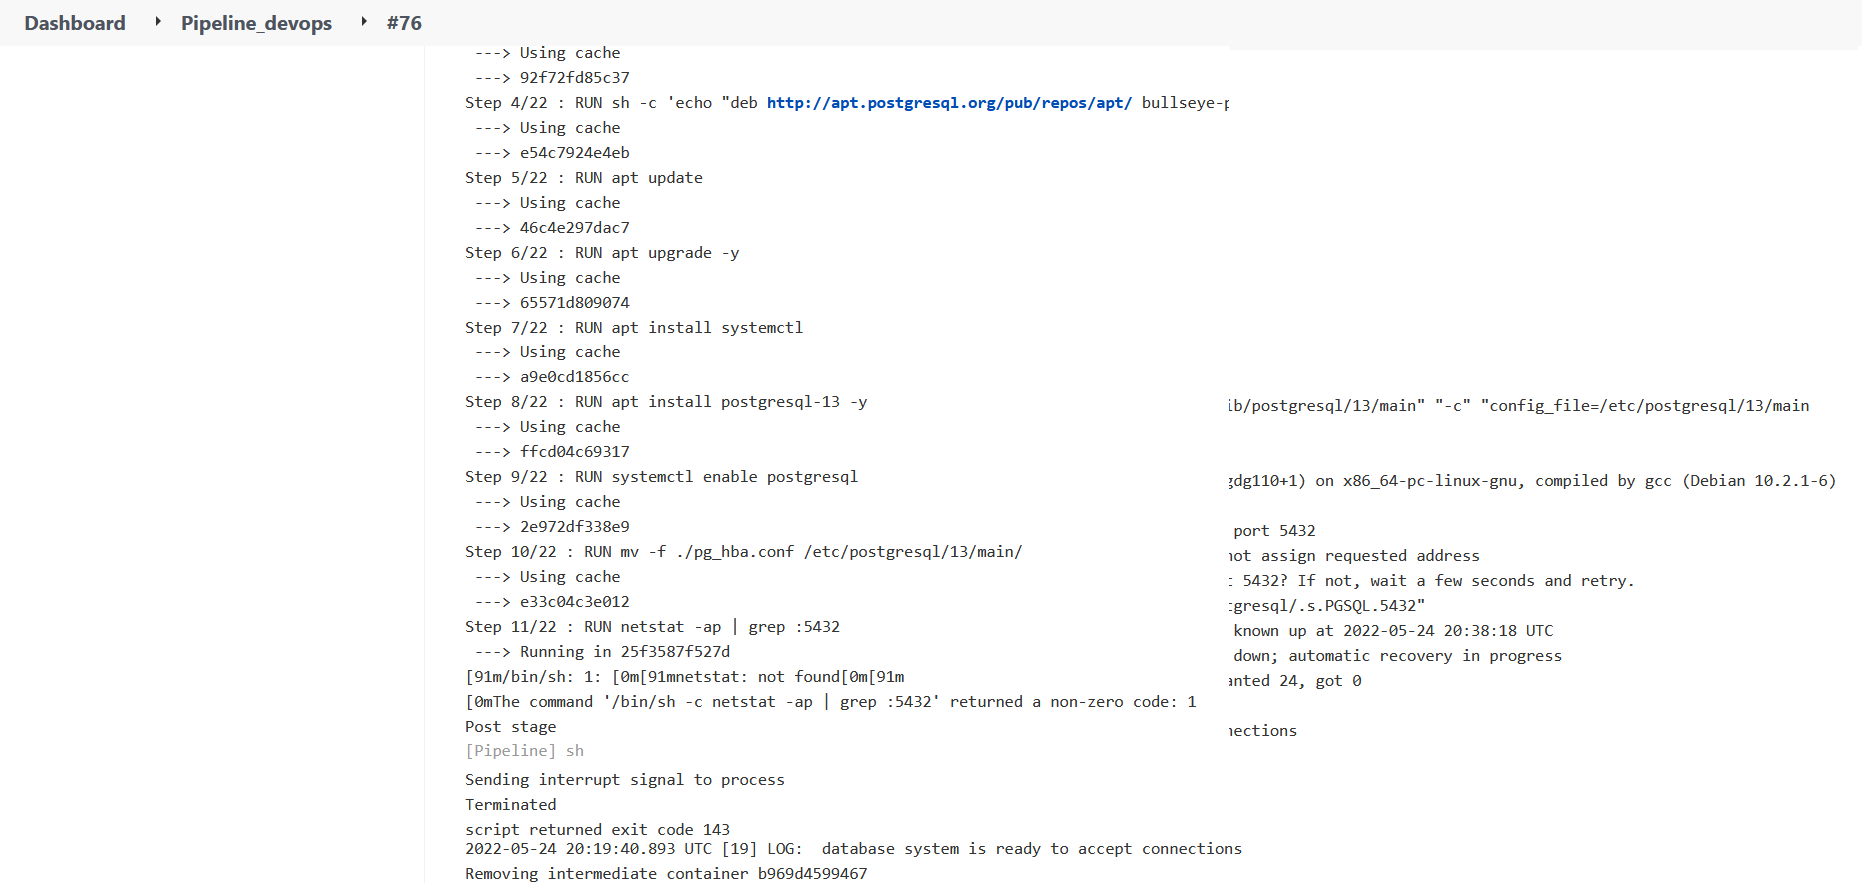 Dashboard
Pipeline_devops
#76
---> Using cache
---> 92f72fd85c37
Step 4/22 : RUN sh -c 'echo "deb http://apt.postgresql.org/pub/repos/apt/ bullseye-p
---> Using cache
---> e54c7924e4eb
Step 5/22 : RUN apt update
---> Using cache
---> 46c4e297dac7
Step 6/22 : RUN apt upgrade -y
---> Using cache
---> 65571d809074
Step 7/22 : RUN apt install systemctl
---> Using cache
---> a9e0cd1856cc
Step 8/22 : RUN apt install postgresql-13 -y
---> Using cache
---> ffcd04c69317
Step 9/22 : RUN systemctl enable postgresql
---> Using cache
---> 2e972df338e9
Step 10/22 : RUN mv -f ./pg_hba.conf /etc/postgresql/13/main/
---> Using cache
---> e33c04c3e012
Step 11/22 : RUN netstat -ap | grep :5432
---> Running in 25f3587f527d
[91m/bin/sh: 1: [0m[91mnetstat: not found[0m[91m
[0mThe command '/bin/sh -c netstat -ap | grep :5432' returned a non-zero code: 1
Post stage
[Pipeline] sh
Sending interrupt signal to process
Terminated
script returned exit code 143
2022-05-24 20:19:40.893 UTC [19] LOG:  database system is ready to accept connections
Removing intermediate container b969d4599467
ib/postgresql/13/main" "-c" "config_file=/etc/postgresql/13/main
gdg110+1) on x86_64-pc-linux-gnu, compiled by gcc (Debian 10.2.1-6)
port 5432
not assign requested address
5432? If not, wait a few seconds and retry.
tgresql/.s.PGSQL.5432"
known up at 2022-05-24 20:38:18 UTC
down; automatic recovery in progress
anted 24, got 0
nections